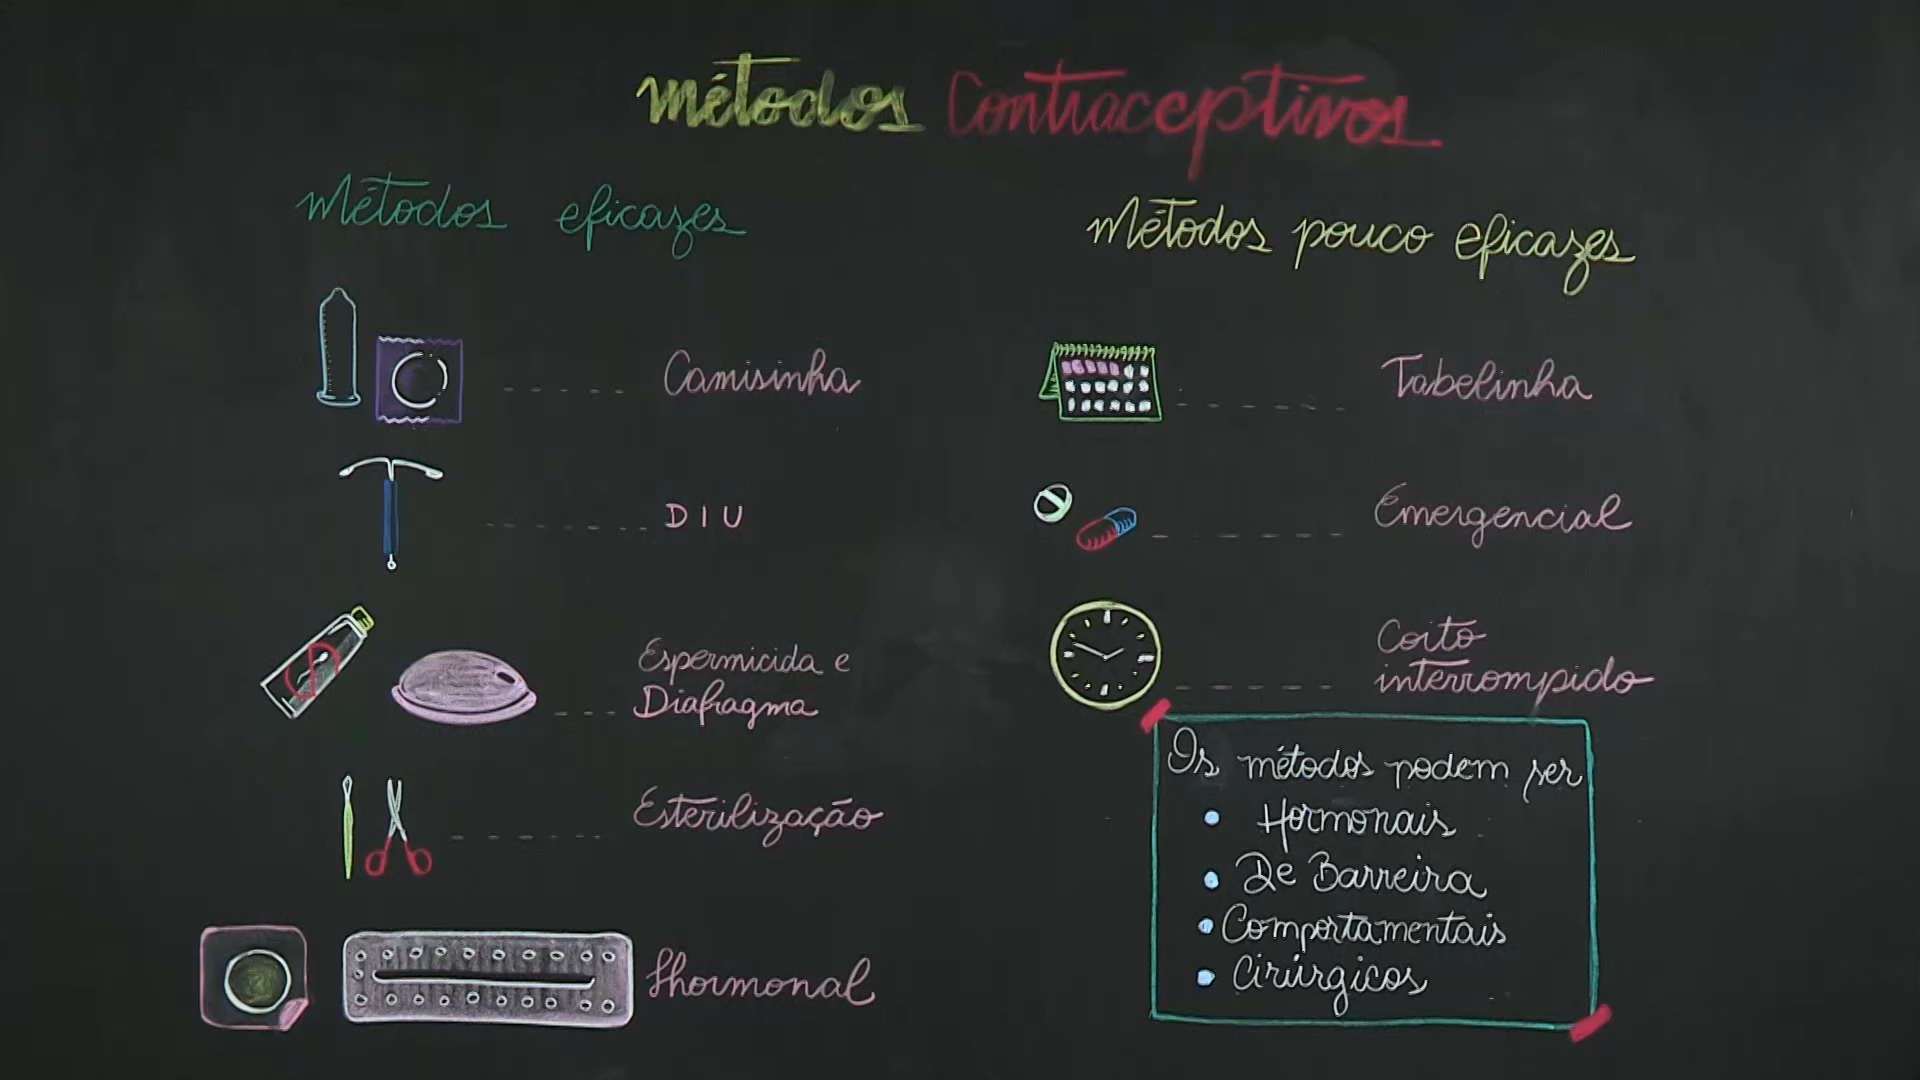 Métodos Contraceptivos
Métodos eficazes
Camisinha
DIU
Espermicida e
Diafragma
Esterilização
Hormonal
Métodos pouco eficazes
Tabelinha
Emergencial
Coito
interrompido
Os métodos podem ser
• Hormonais
• De Barreira
• Comportamentais
• Cirúrgicos